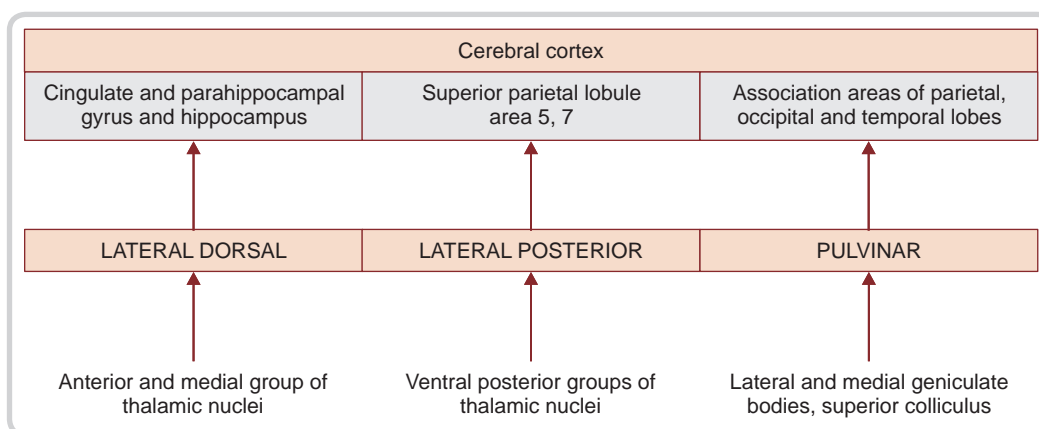 Cerebral cortex
Cingulate and parahippocampal
gyrus and hippocampus
Superior parietal lobule
area 5, 7
Association areas of parietal,
occipital and temporal lobes
LATERAL DORSAL
LATERAL POSTERIOR
PULVINAR
Anterior and medial group of
thalamic nuclei
Ventral posterior groups of
thalamic nuclei
Lateral and medial geniculate
bodies, superior colliculus